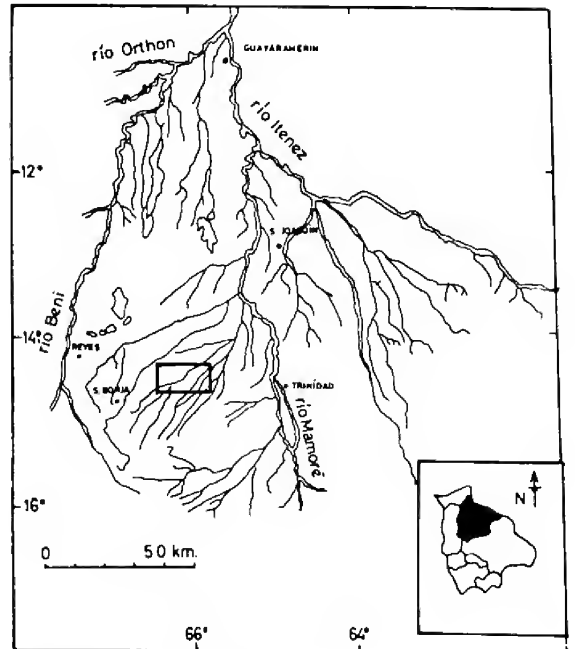 río Orthon
GUAYARAMERIN
río Itenez
12°
S. JOAQUIN
río Beni
14°
REYES
S. BORJA
TRINIDAD
río Mamoré
N
16°
0 50 km.
66° 64°